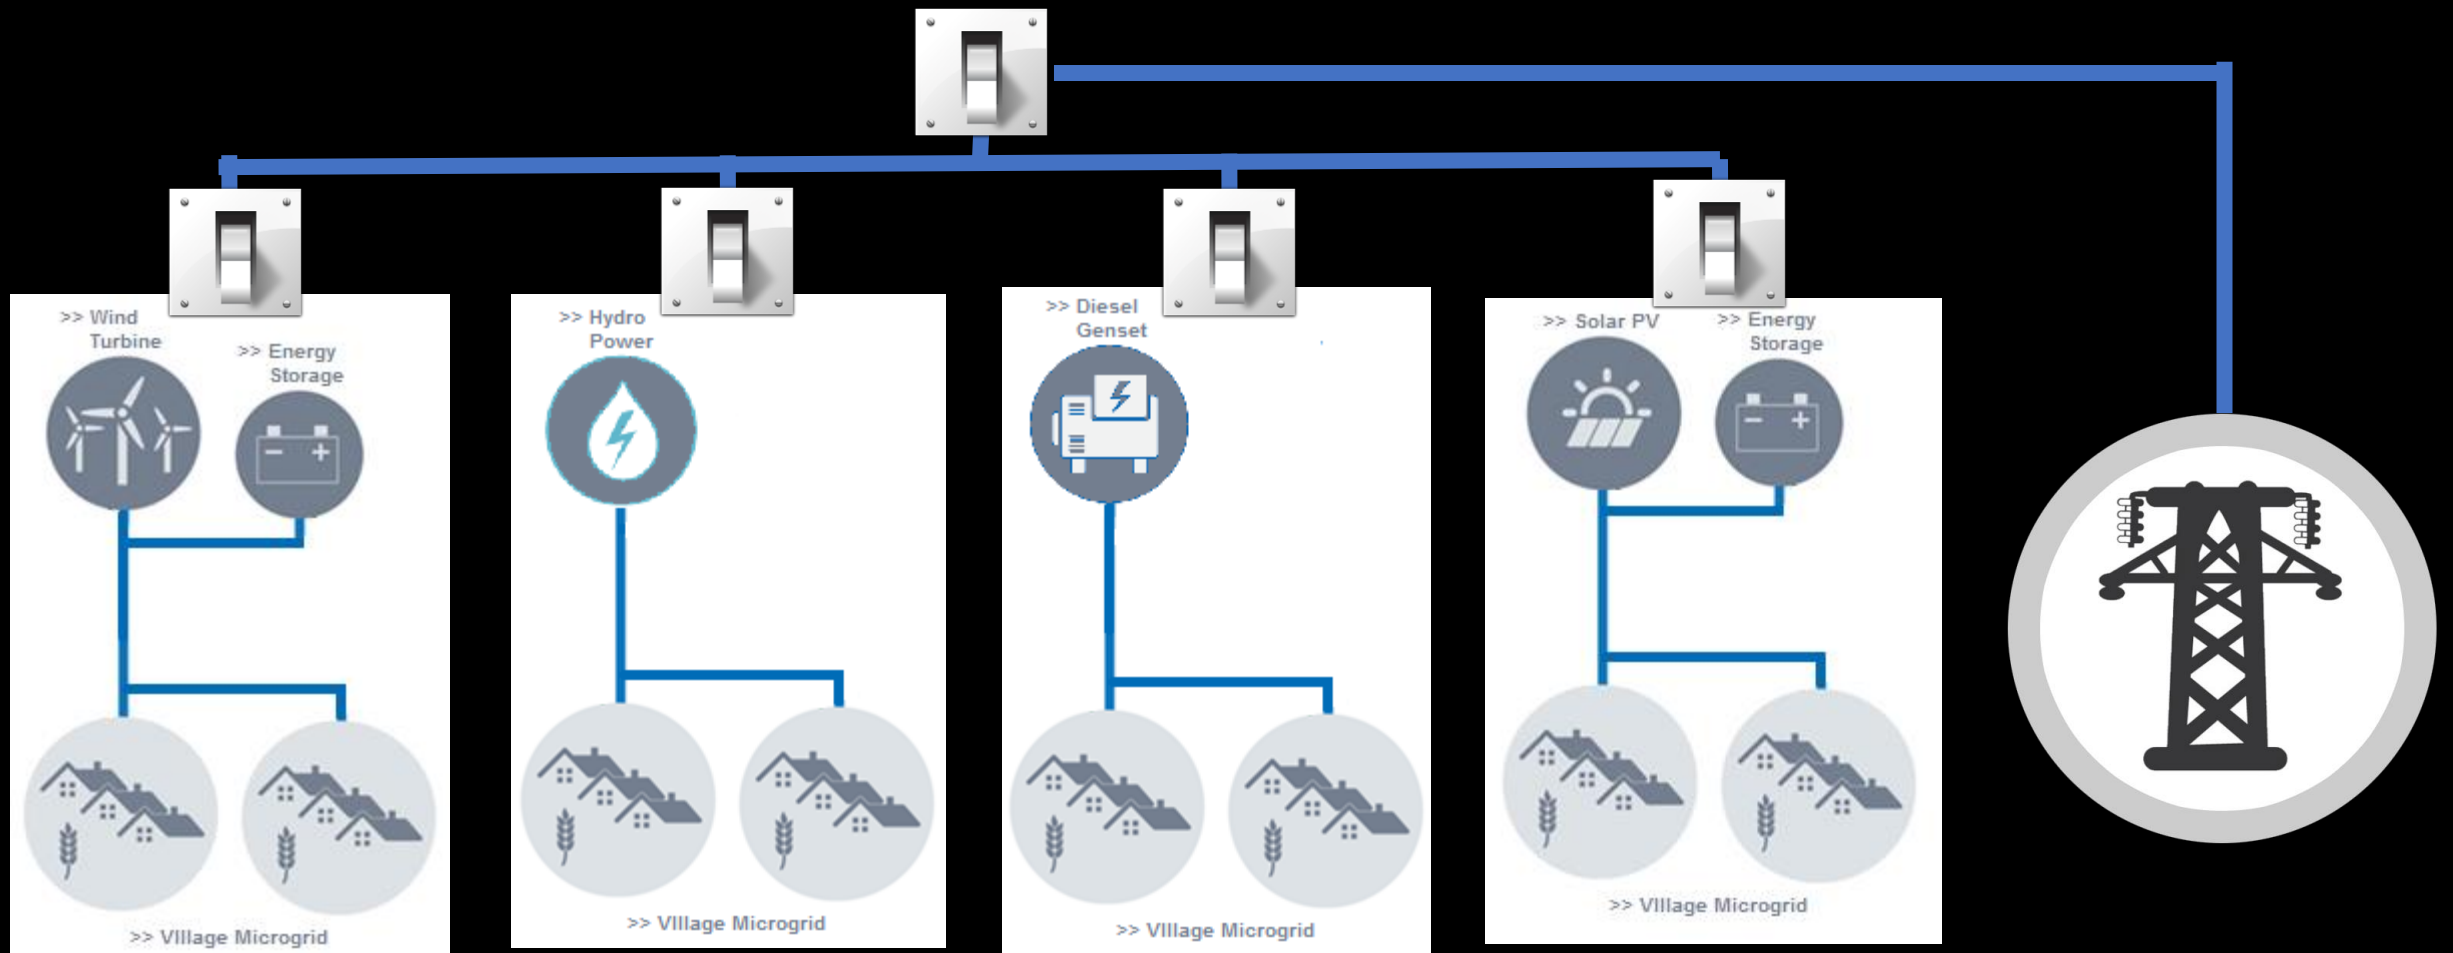 >> Wind
Turbine
>> Energy
Storage
>> VIllage Microgrid
>> Hydro
Power
>> VIllage Microgrid
>> Diesel
Genset
>> VIllage Microgrid
>> Solar PV
>> Energy
Storage
>> VIllage Microgrid